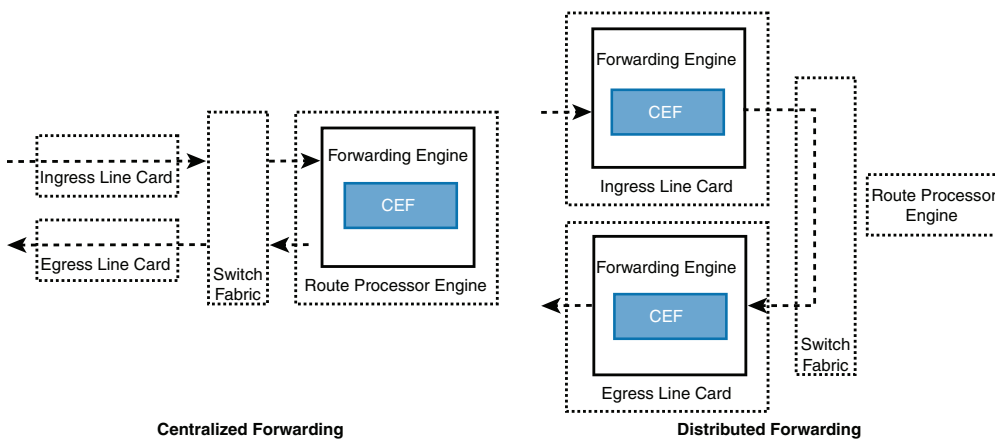 Ingress Line Card
Egress Line Card
Switch
Fabric
Forwarding Engine
CEF
Route Processor Engine
Centralized Forwarding
Forwarding Engine
CEF
Ingress Line Card
Forwarding Engine
CEF
Egress Line Card
Switch
Fabric
Route Processor
Engine
Distributed Forwarding